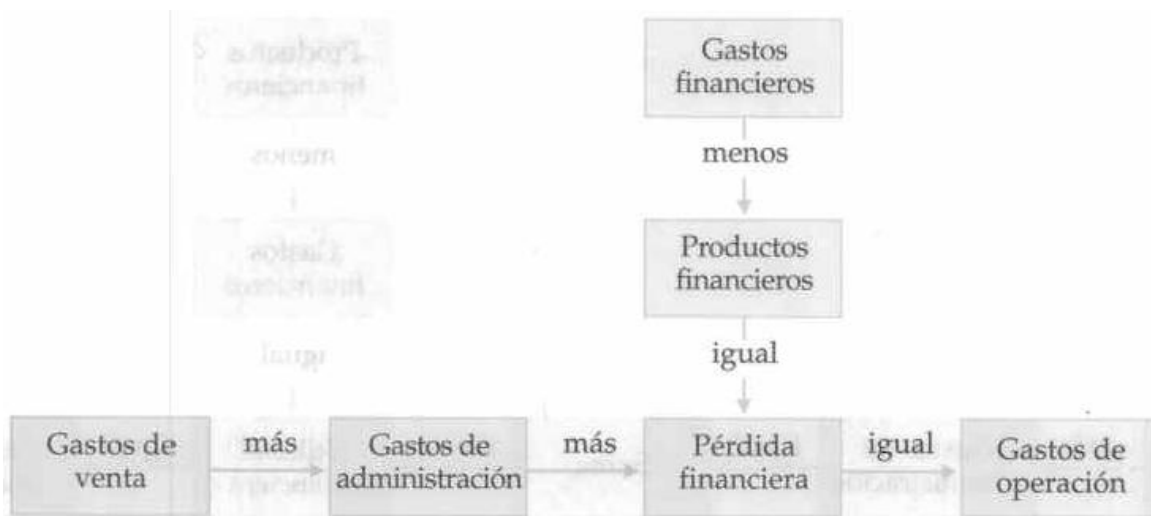 Gastos
financieros
menos
Productos
financieros
igual
Gastos de
venta
más
Gastos de
administración
más
Pérdida
financiera
igual
Gastos de
operación